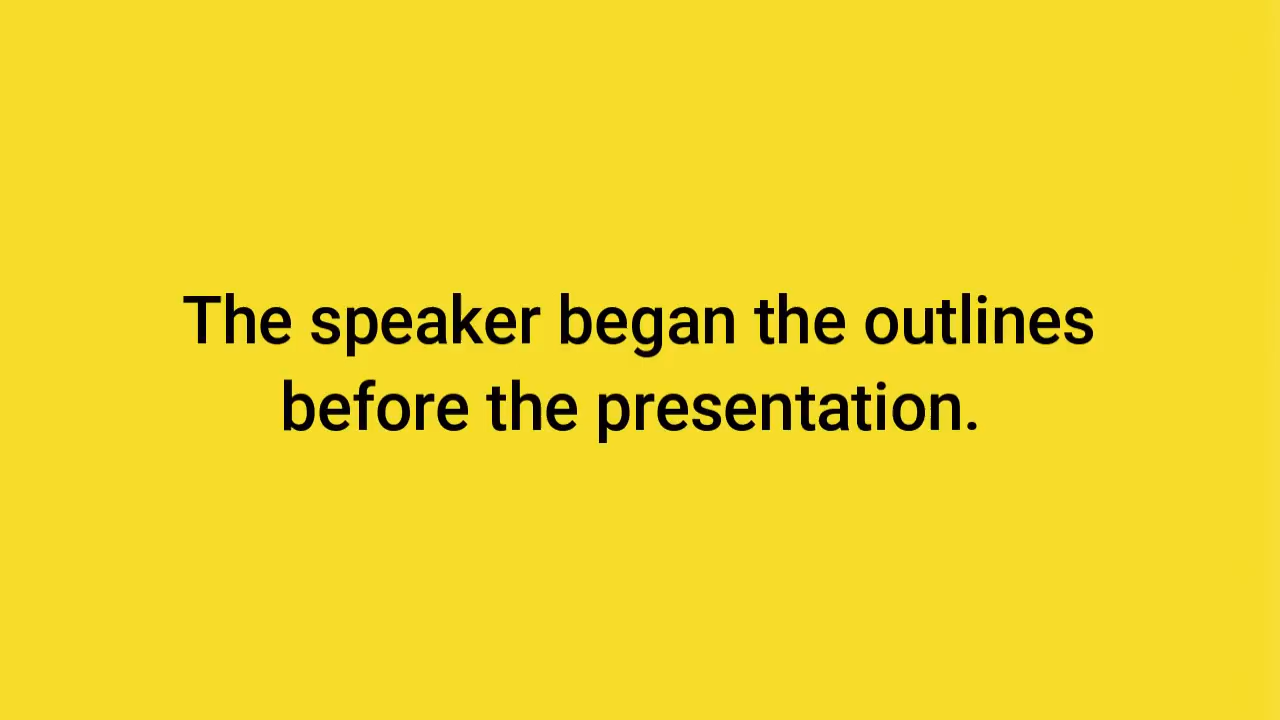 The speaker began the outlines
before the presentation.